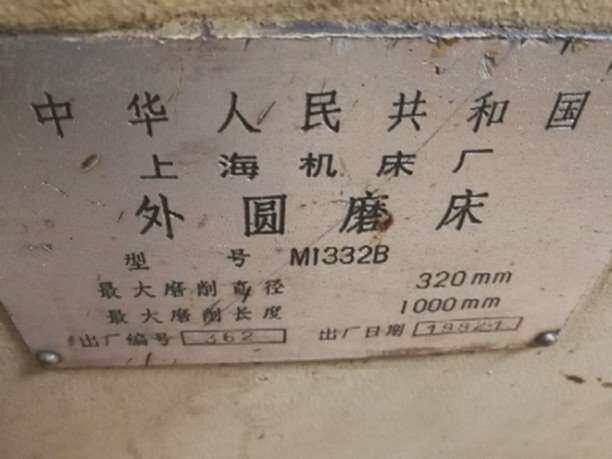 中华人民共和国
上海机床厂
外圆磨床
型号 M1332B
最大磨削直径 320mm
最大磨削长度 1000mm
出厂编号 362 出厂日期